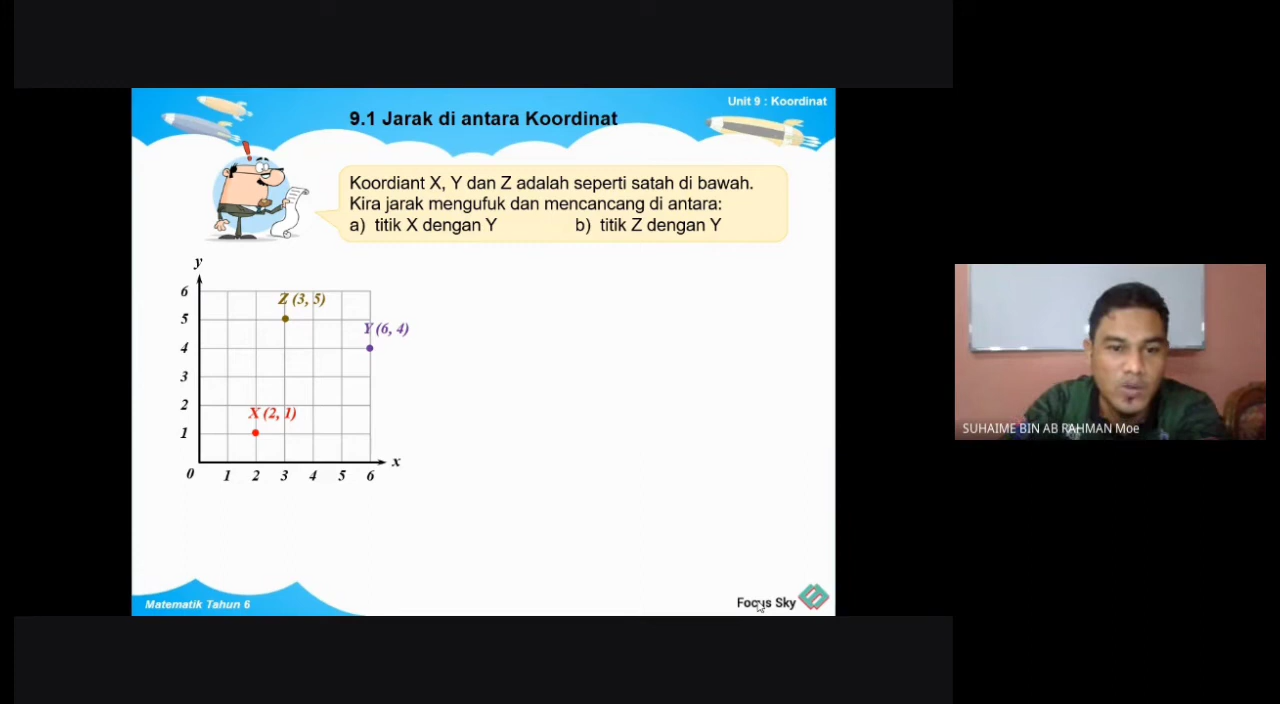 Unit 9 : Koordinat
9.1 Jarak di antara Koordinat
Koordiant X, Y dan Z adalah seperti satah di bawah.
Kira jarak mengufuk dan mencancang di antara:
a) titik X dengan Y b) titik Z dengan Y
y
6
Z (3, 5)
5
Y (6, 4)
4
3
2
X (2, 1)
1
x
0 1 2 3 4 5 6
SUHAIME BIN AB RAHMAN Moe
Matematik Tahun 6
Focus Sky